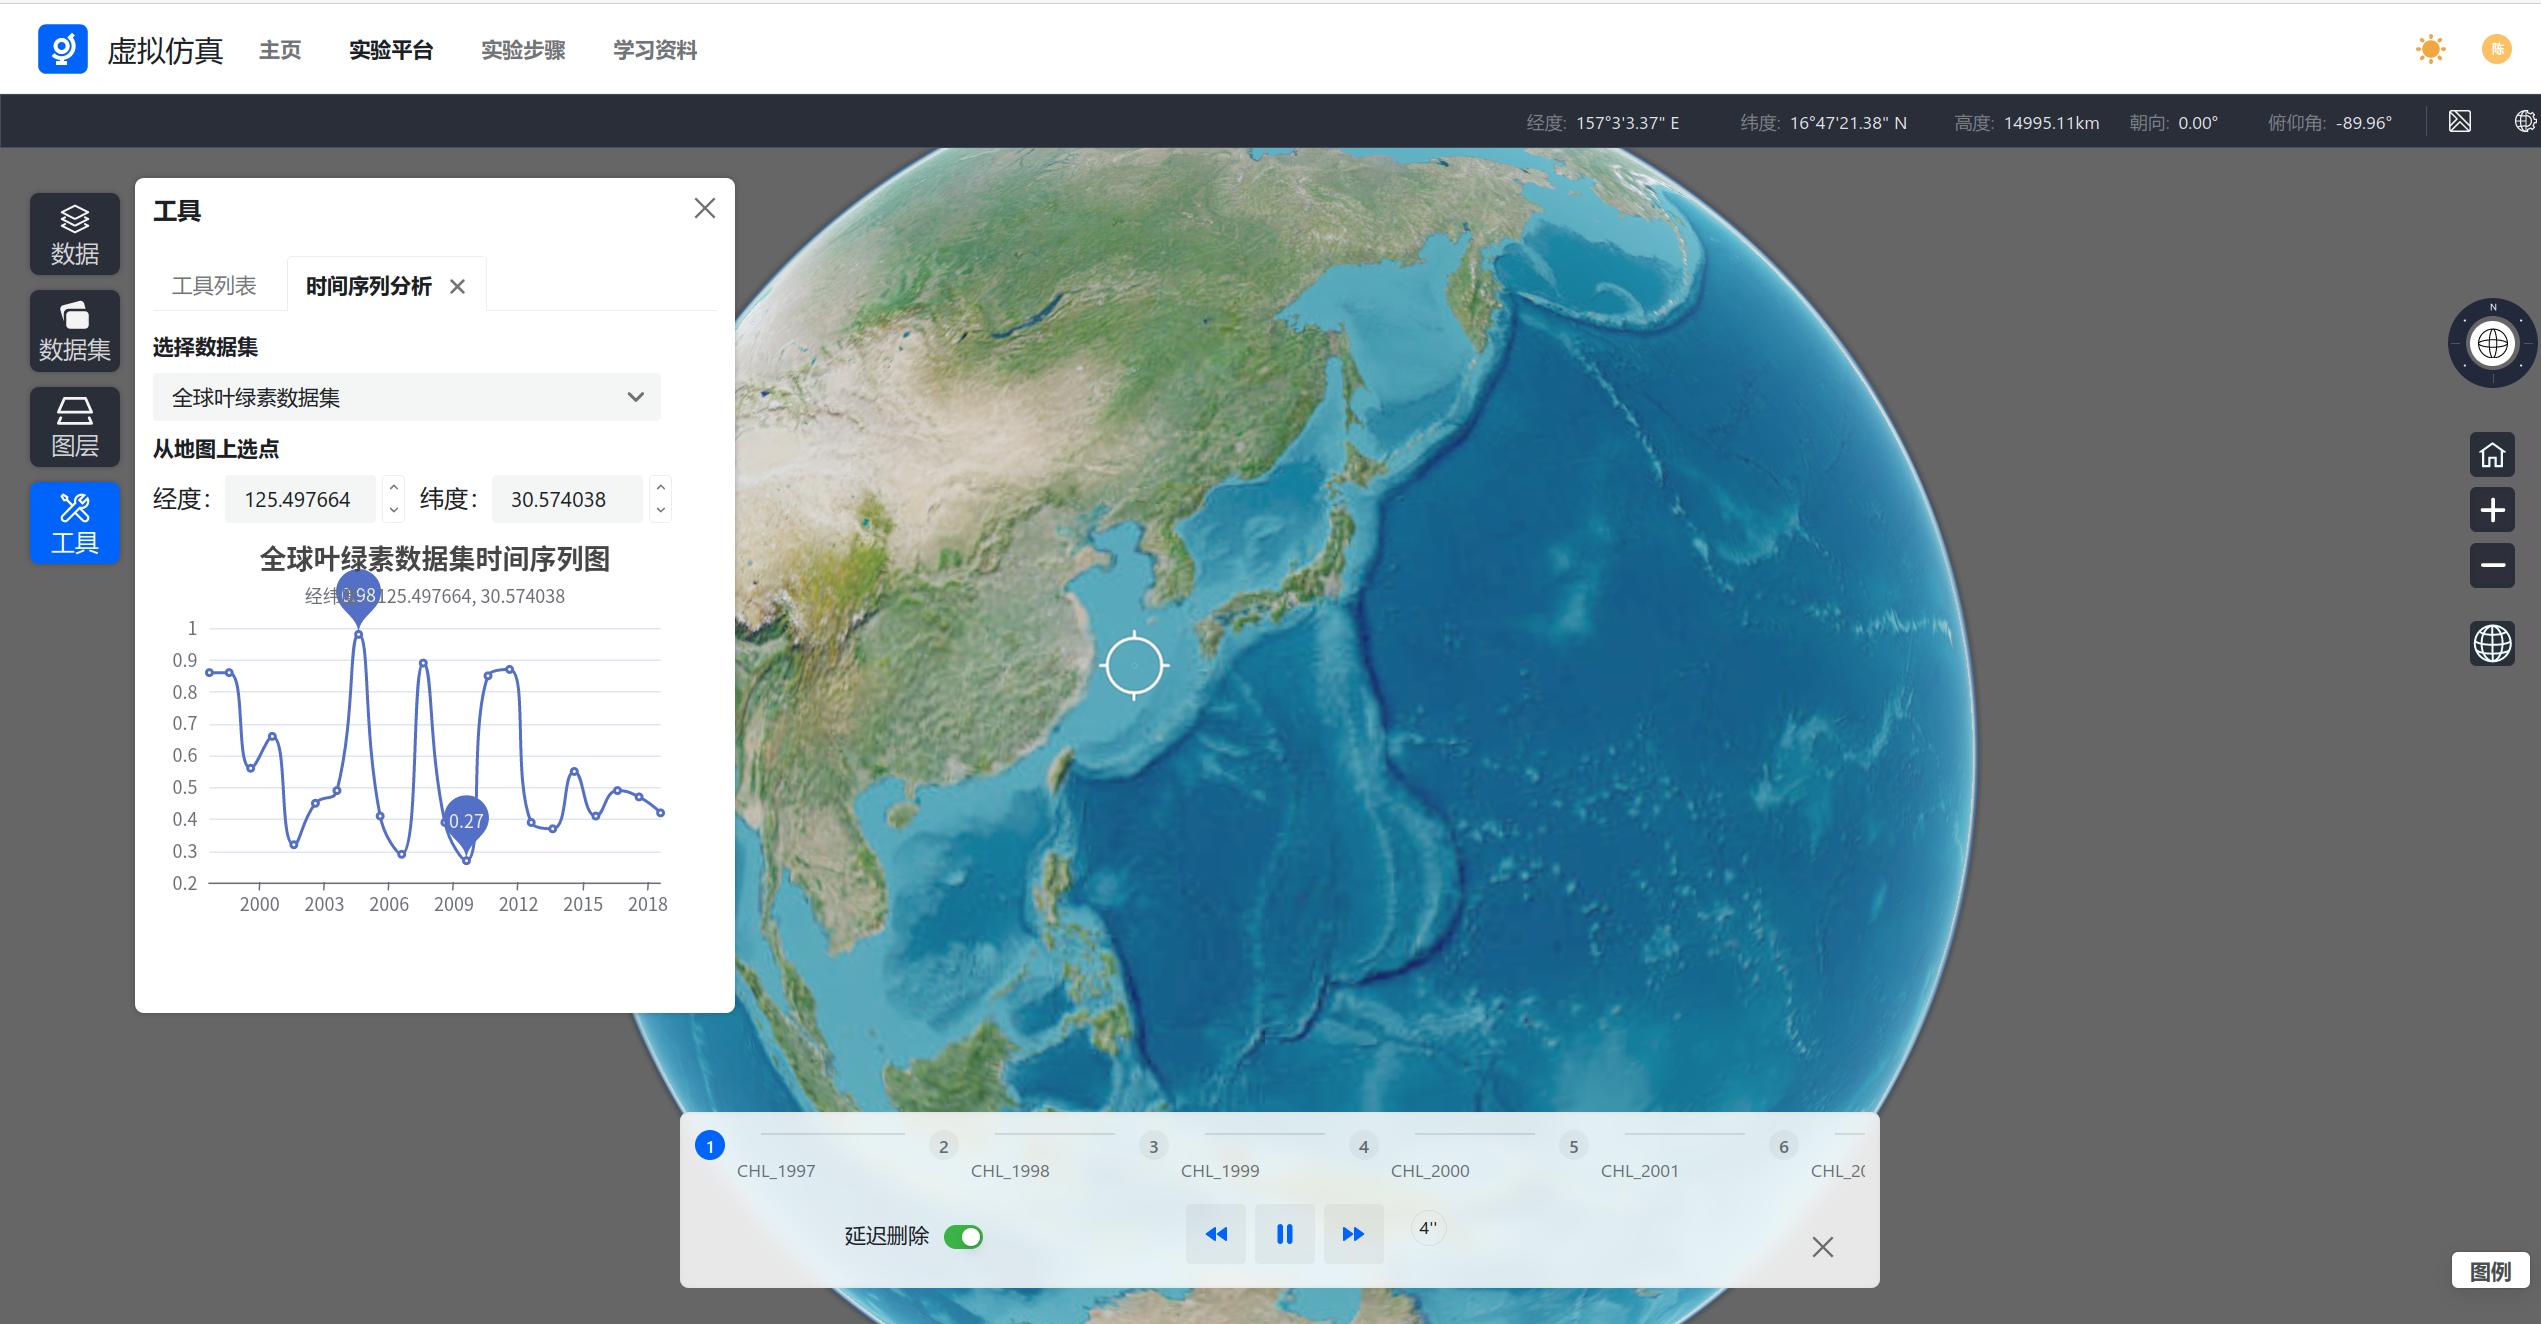 虚拟仿真 主页 实验平台 实验步骤 学习资料 陈
经度: 157°3'3.37" E 纬度: 16°47'21.38" N 高度: 14995.11km 朝向: 0.00° 俯仰角: -89.96°
数据
数据集
图层
工具
工具
工具列表 时间序列分析
选择数据集
全球叶绿素数据集
从地图上选点
经度： 125.497664 纬度： 30.574038
全球叶绿素数据集时间序列图
经纬 125.497664, 30.574038
0.98
1
0.9
0.8
0.7
0.6
0.5
0.4
0.3
0.2
0.27
2000 2003 2006 2009 2012 2015 2018
N
1 2 3 4 5 6
CHL_1997 CHL_1998 CHL_1999 CHL_2000 CHL_2001 CHL_20
延迟删除 4''
图例